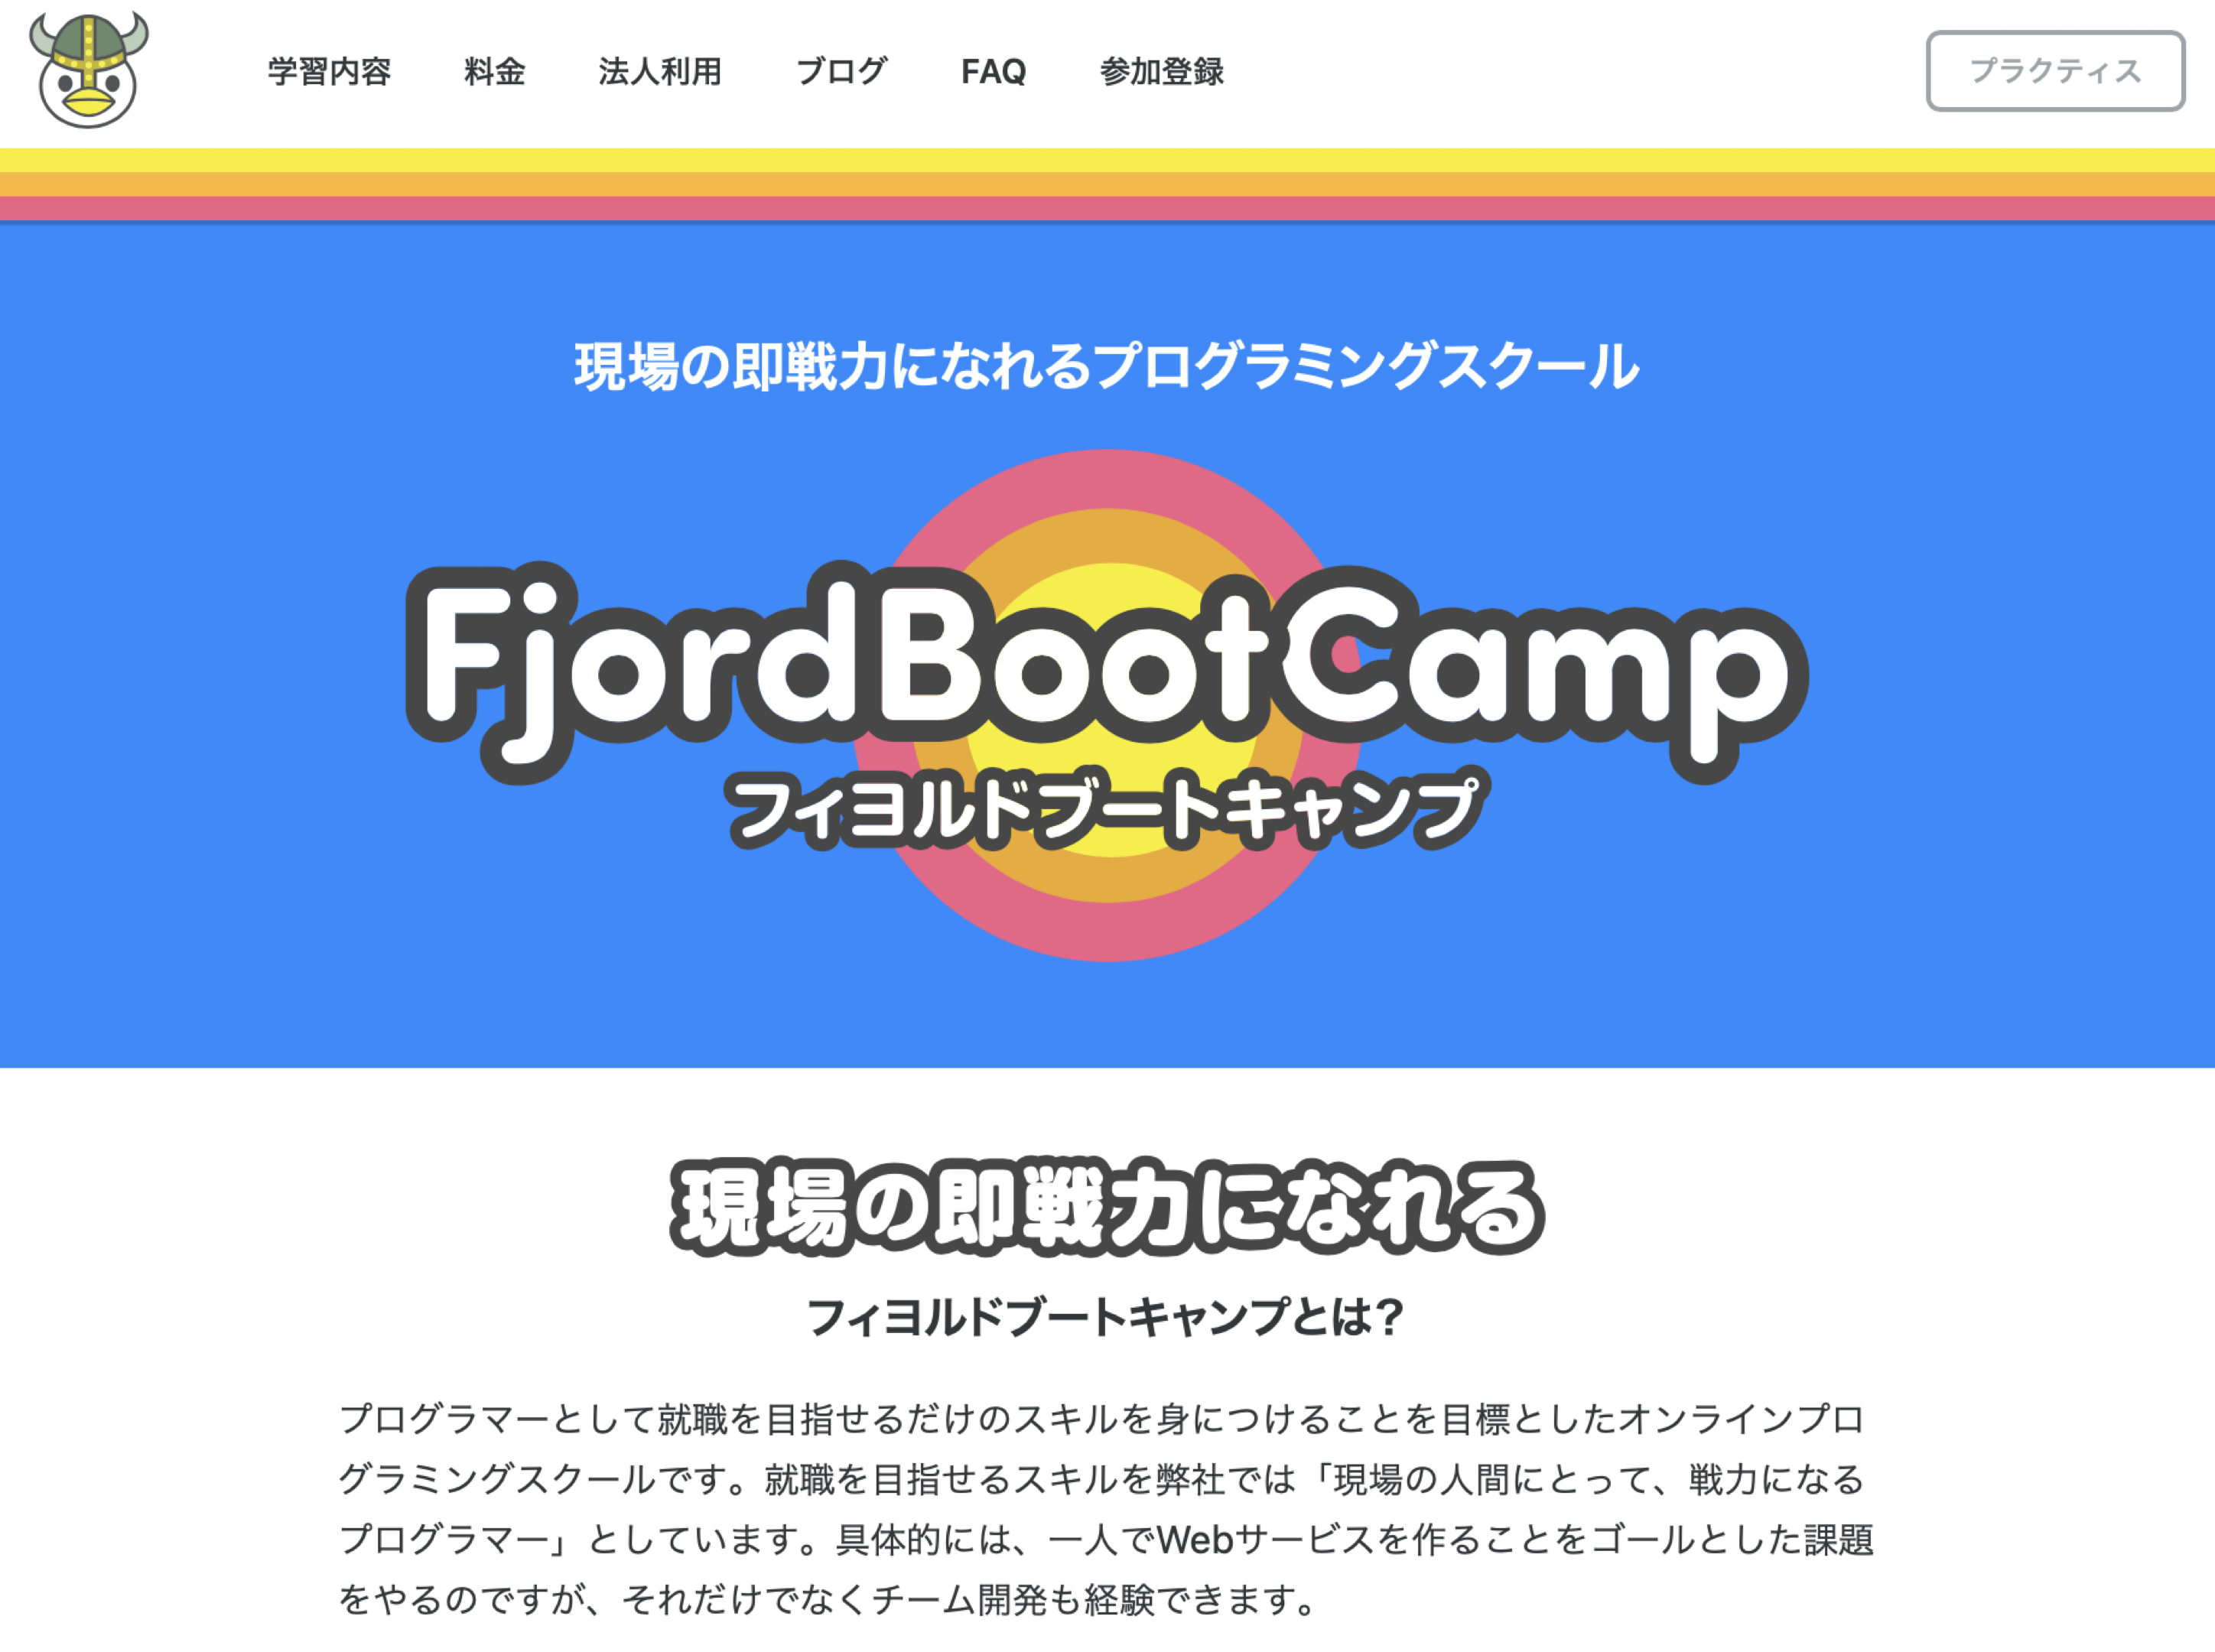 学習内容 料金 法人利用 ブログ FAQ 参加登録 プラクティス
現場の即戦力になれるプログラミングスクール
FjordBootCamp
フィヨルドブートキャンプ
現場の即戦力になれる
フィヨルドブートキャンプとは？
プログラマーとして就職を目指せるだけのスキルを身につけることを目標としたオンラインプロ
グラミングスクールです。就職を目指せるスキルを弊社では「現場の人間にとって、戦力になる
プログラマー」としています。具体的には、一人でWebサービスを作ることをゴールとした課題
をやるのですが、それだけでなくチーム開発も経験できます。